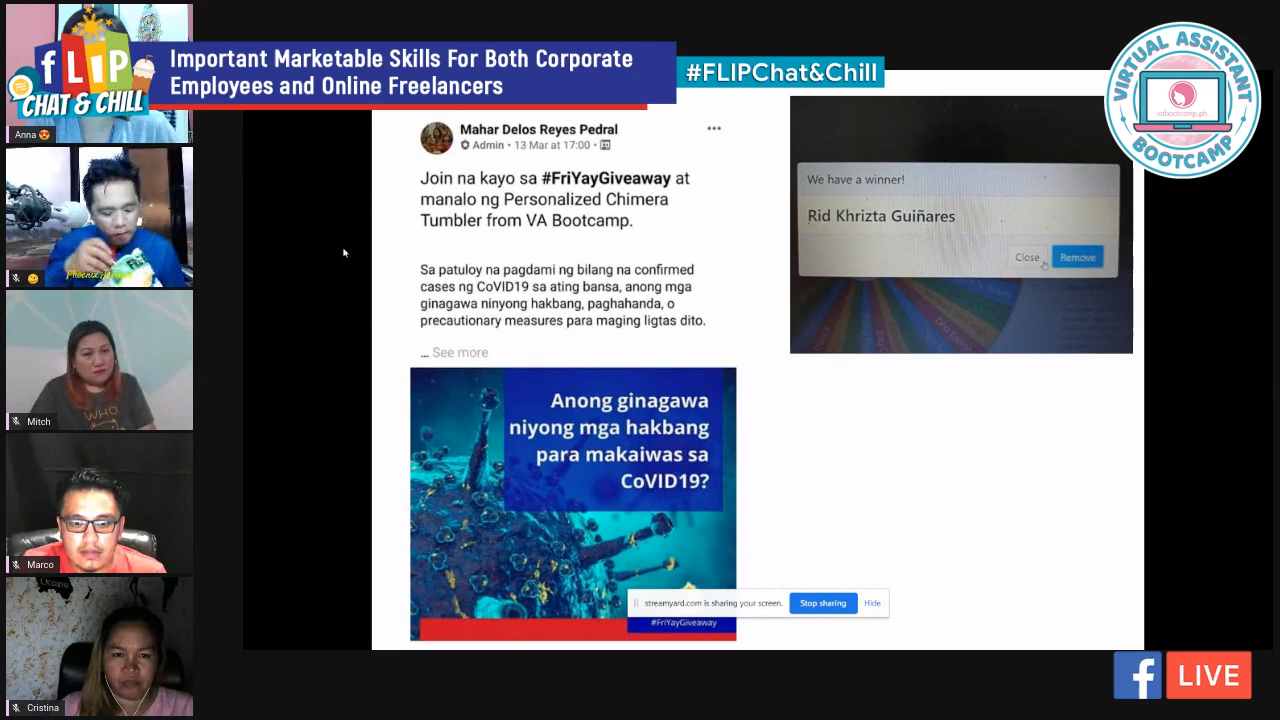 fLIP
CHAT & CHILL
Important Marketable Skills For Both Corporate
Employees and Online Freelancers
#FLIPChat&Chill
VIRTUAL ASSISTANT
BOOTCAMP
vabootcamp.ph
Anna
Mitch
WHO
Marco
Cristina
Mahar Delos Reyes Pedral
Admin · 13 Mar at 17:00 ·
Join na kayo sa #FriYayGiveaway at
manalo ng Personalized Chimera
Tumbler from VA Bootcamp.
Sa patuloy na pagdami ng bilang na confirmed
cases ng CoVID19 sa ating bansa, anong mga
ginagawa ninyong hakbang, paghahanda, o
precautionary measures para maging ligtas dito.
... See more
Anong ginagawa
niyong mga hakbang
para makaiwas sa
CoVID19?
#FriYayGiveaway
We have a winner!
Rid Khrizta Guiñares
Close
Remove
streamyard.com is sharing your screen.
Stop sharing
Hide
f LIVE